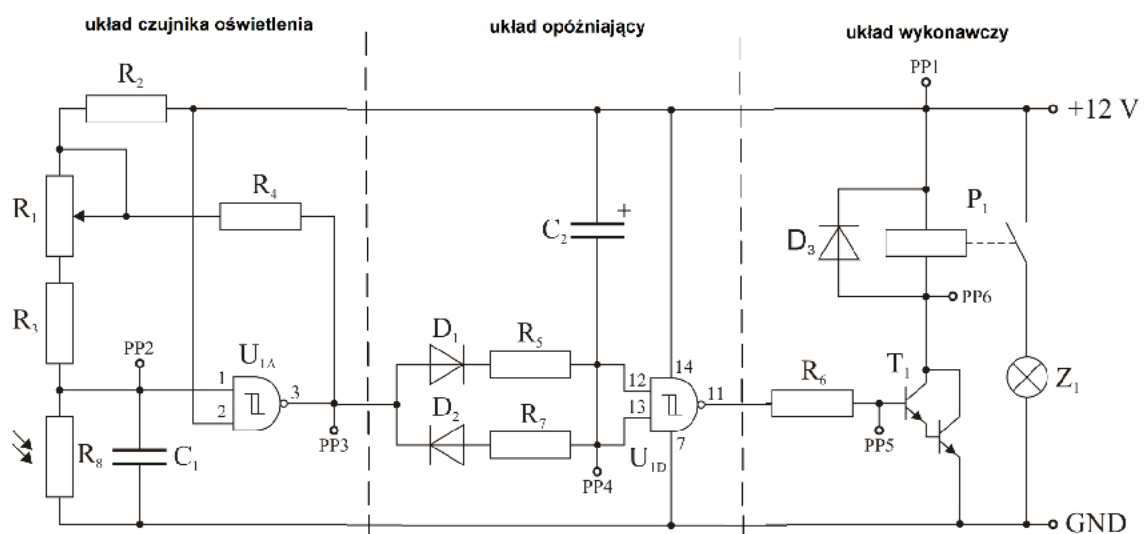 układ czujnika oświetlenia
układ opóźniający
układ wykonawczy
R2
PP1
+12 V
R1
R4
C2
+
D3
P1
PP6
R3
PP2
U1A
1
2
3
PP3
D1
R5
D2
R7
12
13
14
11
7
U1D
PP4
R6
T1
PP5
Z1
R8
C1
GND